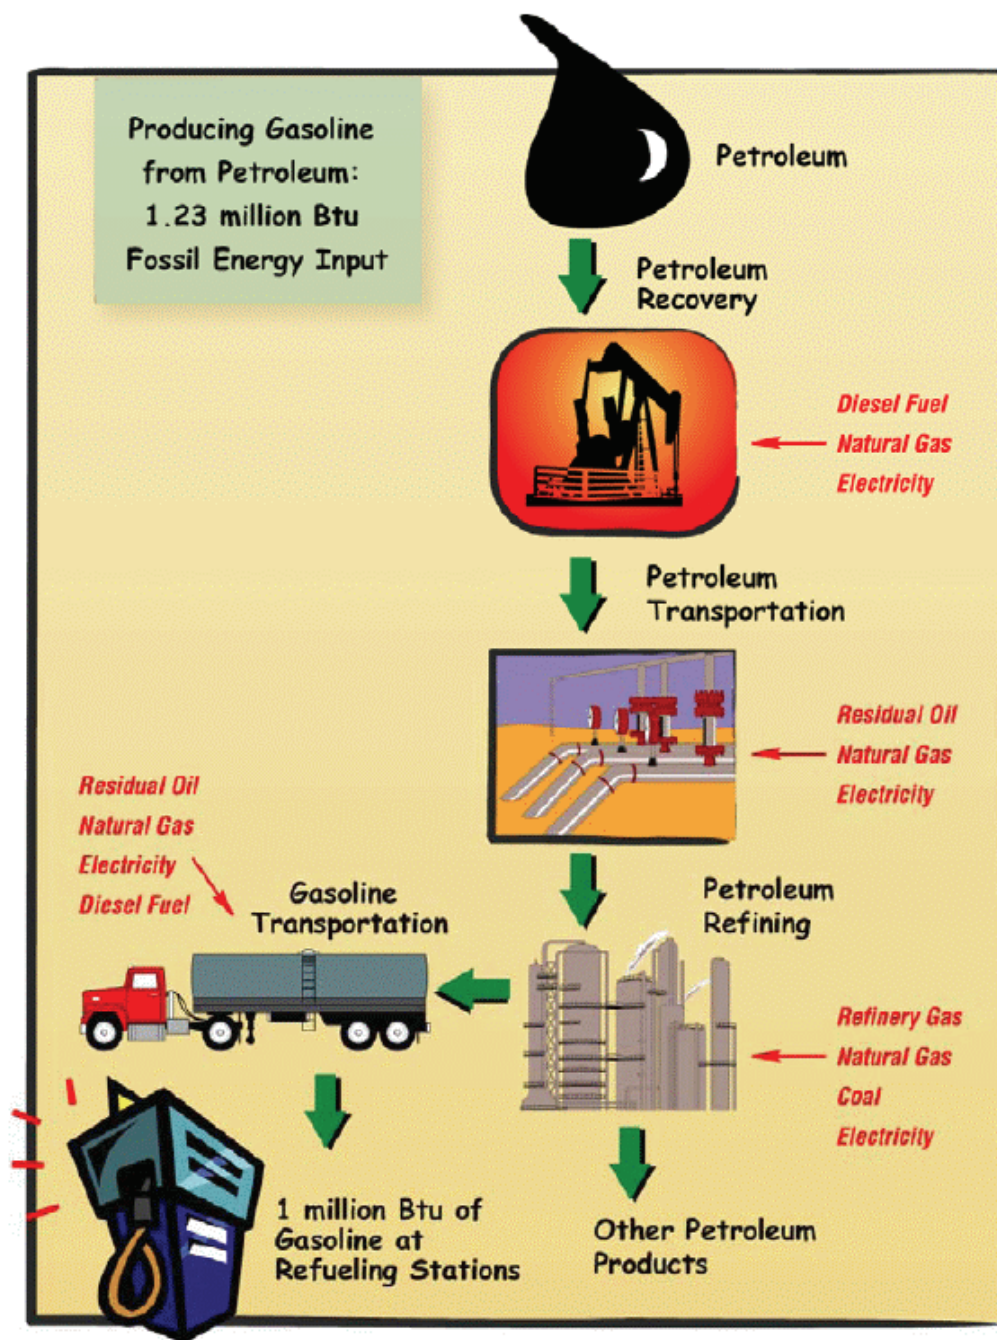 Producing Gasoline
from Petroleum:
1.23 million Btu
Fossil Energy Input
Petroleum
Petroleum
Recovery
Diesel Fuel
Natural Gas
Electricity
Petroleum
Transportation
Residual Oil
Natural Gas
Electricity
Residual Oil
Natural Gas
Electricity
Diesel Fuel
Gasoline
Transportation
Petroleum
Refining
Refinery Gas
Natural Gas
Coal
Electricity
1 million Btu of
Gasoline at
Refueling Stations
Other Petroleum
Products